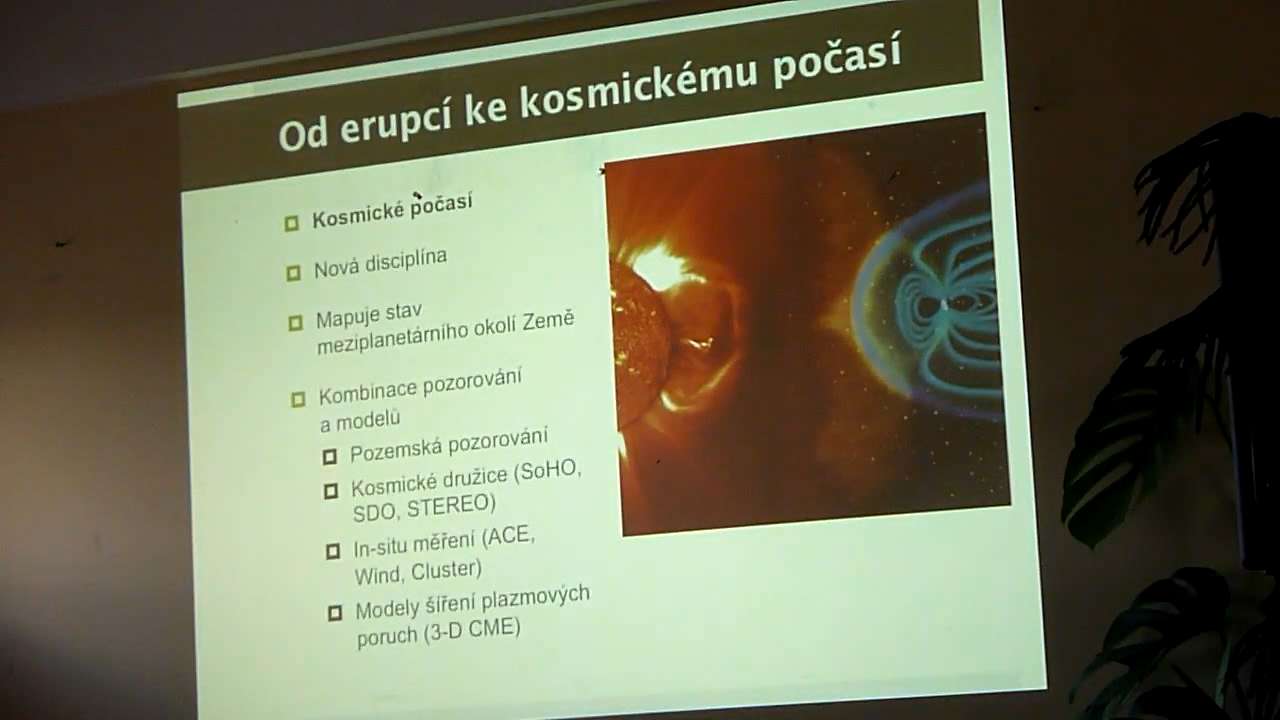 Od erupcí ke kosmickému počasí
Kosmické počasí
Nová disciplína
Mapuje stav
meziplanetárního okolí Země
Kombinace pozorování
a modelů
Pozemská pozorování
Kosmické družice (SoHO,
SDO, STEREO)
In-situ měření (ACE,
Wind, Cluster)
Modely šíření plazmových
poruch (3-D CME)